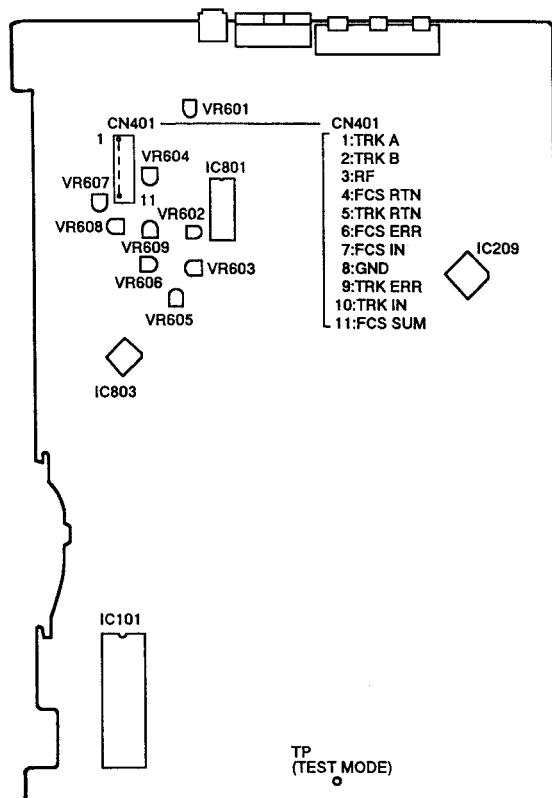 VR601
CN401
CN401
1
VR604
IC801
1:TRK A
2:TRK B
3:RF
4:FCS RTN
5:TRK RTN
6:FCS ERR
7:FCS IN
8:GND
9:TRK ERR
10:TRK IN
11:FCS SUM
VR607
11
VR602
VR608
VR609
IC209
VR606
VR603
VR605
IC803
IC101
TP
(TEST MODE)